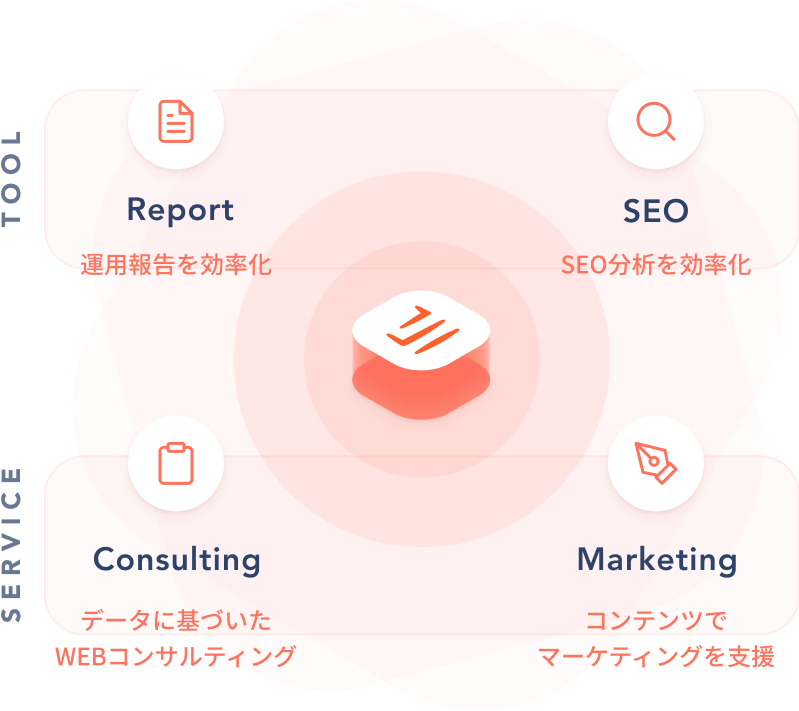 TOOL
Report
運用報告を効率化
SEO
SEO分析を効率化
SERVICE
Consulting
データに基づいた
WEBコンサルティング
Marketing
コンテンツで
マーケティングを支援